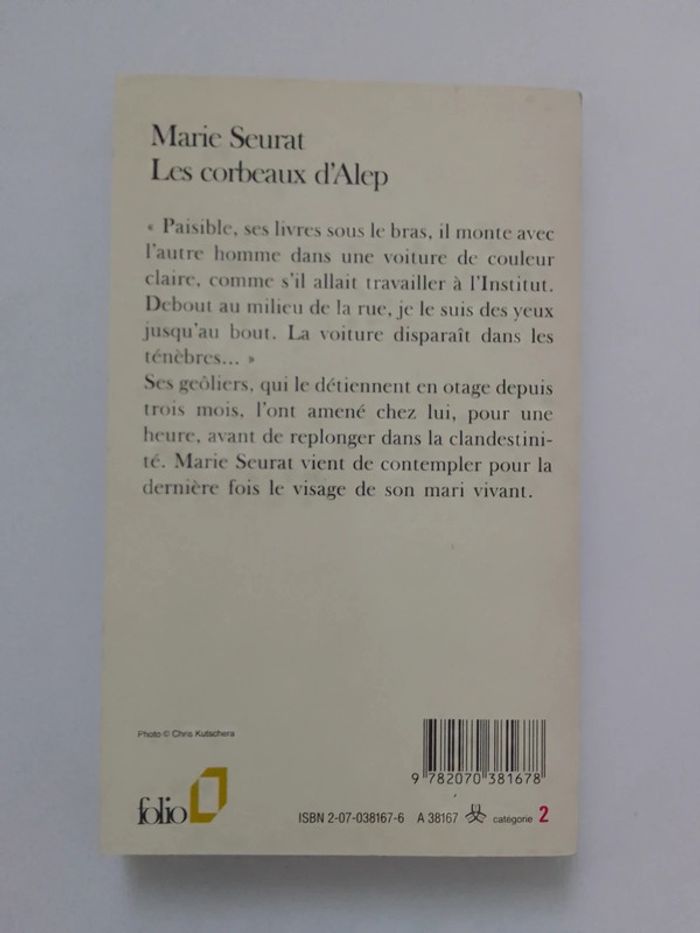 Marie Seurat
Les corbeaux d'Alep
« Paisible, ses livres sous le bras, il monte avec
l'autre homme dans une voiture de couleur
claire, comme s'il allait travailler à l'Institut.
Debout au milieu de la rue, je le suis des yeux
jusqu'au bout. La voiture disparaît dans les
ténèbres... »
Ses geôliers, qui le détiennent en otage depuis
trois mois, l'ont amené chez lui, pour une
heure, avant de replonger dans la clandestini-
té. Marie Seurat vient de contempler pour la
dernière fois le visage de son mari vivant.
Photo © Chris Kutschera
9 782070 381678
folio
ISBN 2-07-038167-6 A 38167 catégorie 2